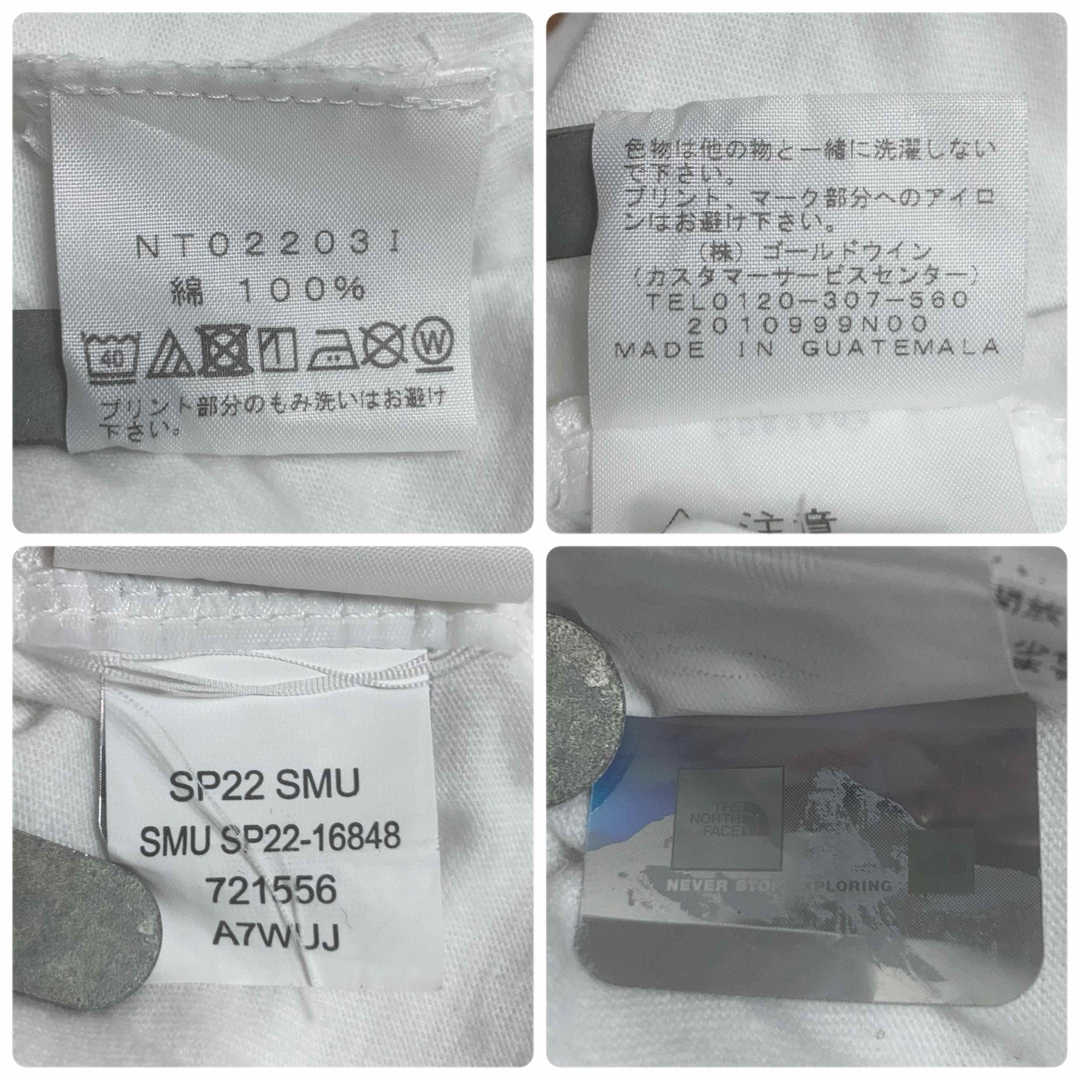 NT02203I
綿 100%
40 1 W
プリント部分のもみ洗いはお避け
下さい。
色物は他の物と一緒に洗濯しない
で下さい。
プリント、マーク部分へのアイロ
ンはお避け下さい。
(株) ゴールドウイン
(カスタマーサービスセンター)
TEL0120-307-560
2010999N00
MADE IN GUATEMALA
注意
SP22 SMU
SMU SP22-16848
721556
A7WUJ
開放
THE
NORTH
FACE
NEVER STOP EXPLORING